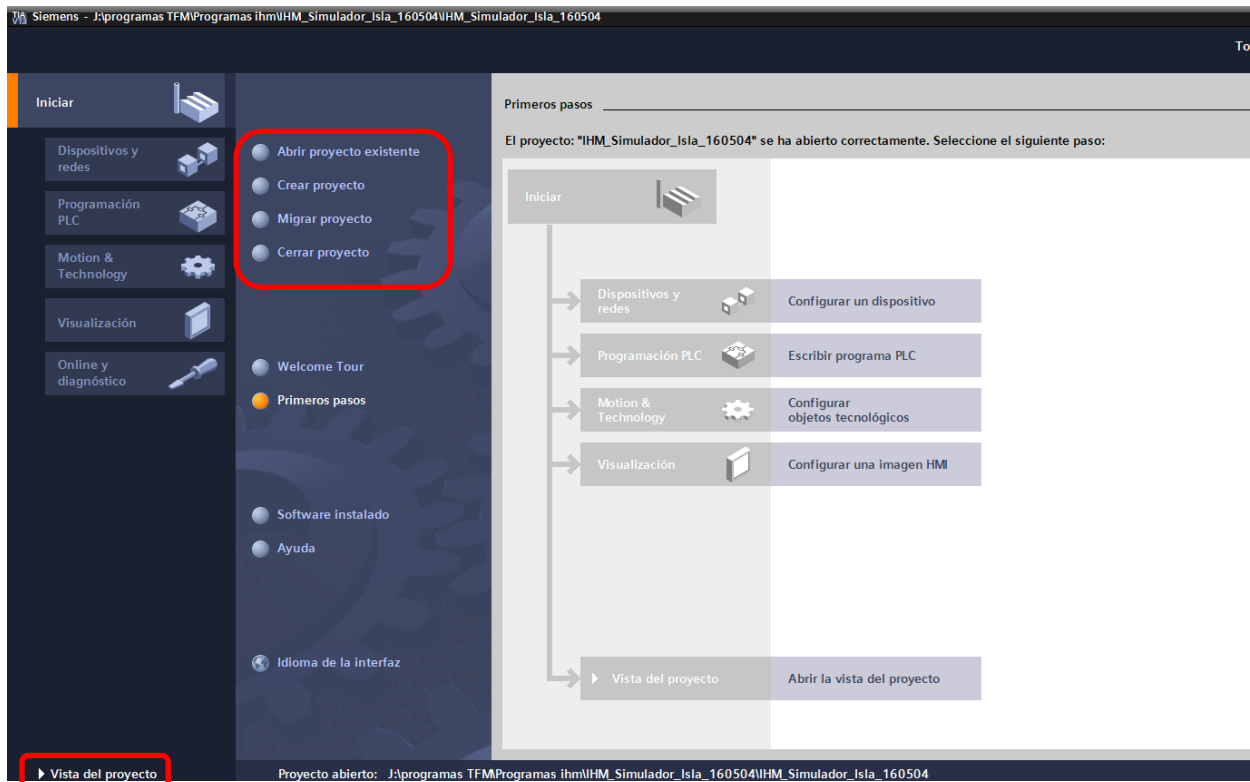 Siemens - J:\programas TFM\Programas ihm\IHM_Simulador_Isla_160504\IHM_Simulador_Isla_160504
Iniciar
Dispositivos y
redes
Programación
PLC
Motion &
Technology
Visualización
Online y
diagnóstico
Abrir proyecto existente
Crear proyecto
Migrar proyecto
Cerrar proyecto
Welcome Tour
Primeros pasos
Software instalado
Ayuda
Idioma de la interfaz
Primeros pasos
El proyecto: "IHM_Simulador_Isla_160504" se ha abierto correctamente. Seleccione el siguiente paso:
Iniciar
Dispositivos y
redes
Configurar un dispositivo
Programación PLC
Escribir programa PLC
Motion &
Technology
Configurar
objetos tecnológicos
Visualización
Configurar una imagen HMI
Vista del proyecto
Abrir la vista del proyecto
Vista del proyecto
Proyecto abierto: J:\programas TFM\Programas ihm\IHM_Simulador_Isla_160504\IHM_Simulador_Isla_160504